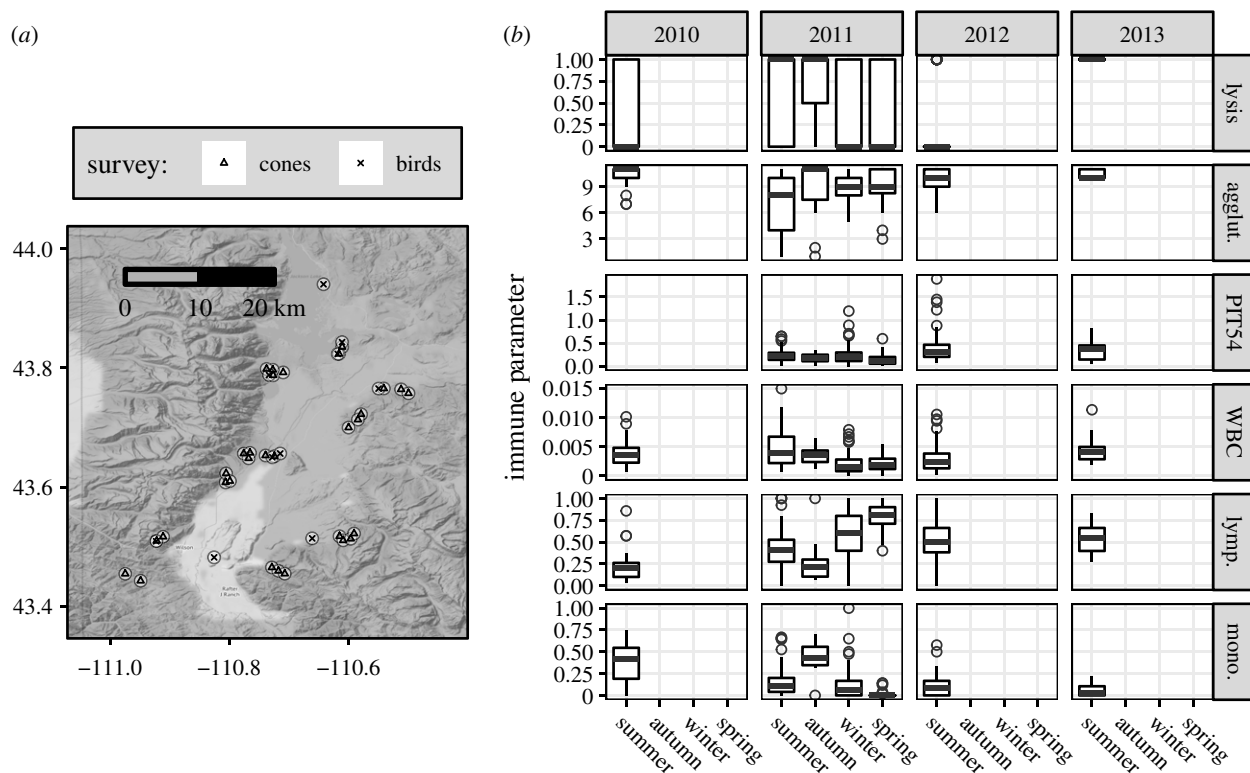 (a)
survey: cones birds
44.0
43.8
43.6
43.4
0 10 20 km
Wilson
Rafter
J Ranch
−111.0 −110.8 −110.6
(b)
2010 2011 2012 2013
immune parameter
1.00
0.75
0.50
0.25
0
lysis
9
6
3
agglut.
1.5
1.0
0.5
0
PIT54
0.015
0.010
0.005
0
WBC
1.00
0.75
0.50
0.25
0.00
lymp.
1.00
0.75
0.50
0.25
0
mono.
summer autumn winter spring summer autumn winter spring summer autumn winter spring summer autumn winter spring